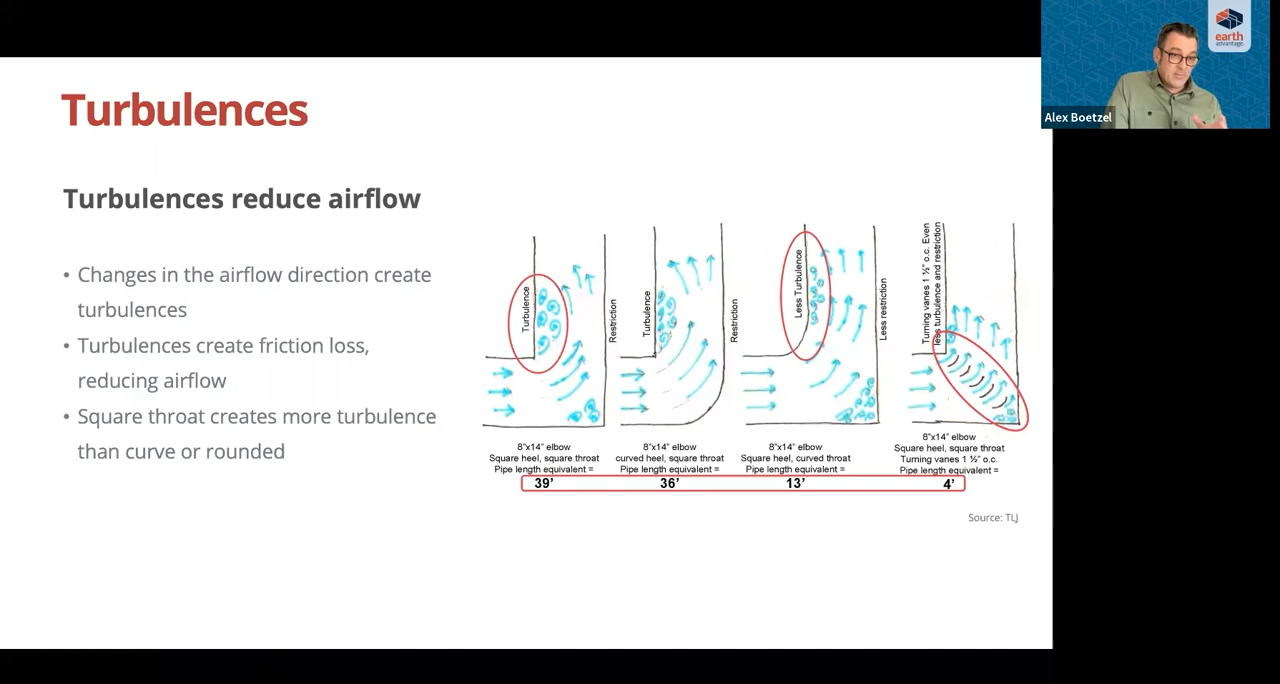 Turbulences
Turbulences reduce airflow
• Changes in the airflow direction create
turbulences
• Turbulences create friction loss,
reducing airflow
• Square throat creates more turbulence
than curve or rounded
Turbulence
Restriction
8"x14" elbow
Square heel, square throat
Pipe length equivalent =
39'
Turbulence
Restriction
8"x14" elbow
curved heel, square throat
Pipe length equivalent =
36'
Less Turbulence
Less restriction
8"x14" elbow
Square heel, curved throat
Pipe length equivalent =
13'
Turning vanes 1 ½" o.c. Even
less turbulence and restriction
8"x14" elbow
Square heel, square throat
Turning vanes 1 ½" o.c.
Pipe length equivalent =
4'
Source: TLJ
earth
advantage
Alex Boetzel